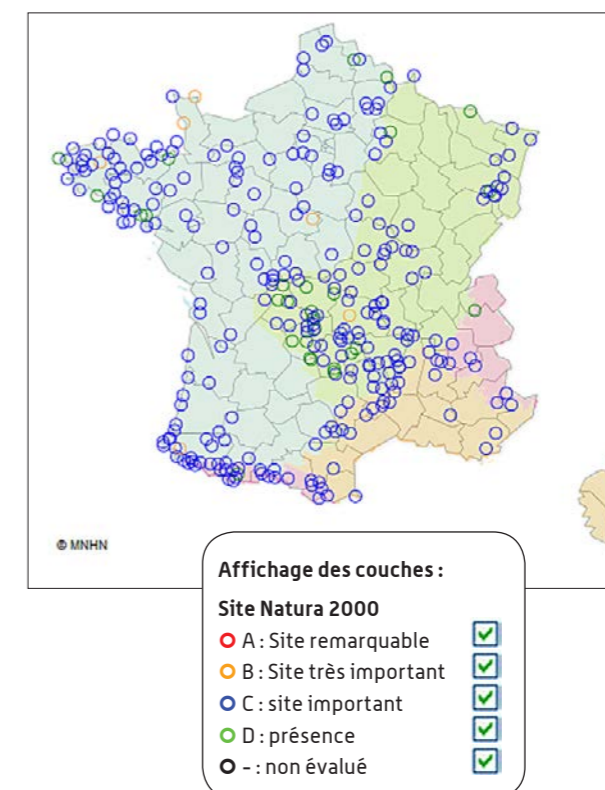 © MNHN
Affichage des couches :
Site Natura 2000
A : Site remarquable
B : Site très important
C : site important
D : présence
- : non évalué